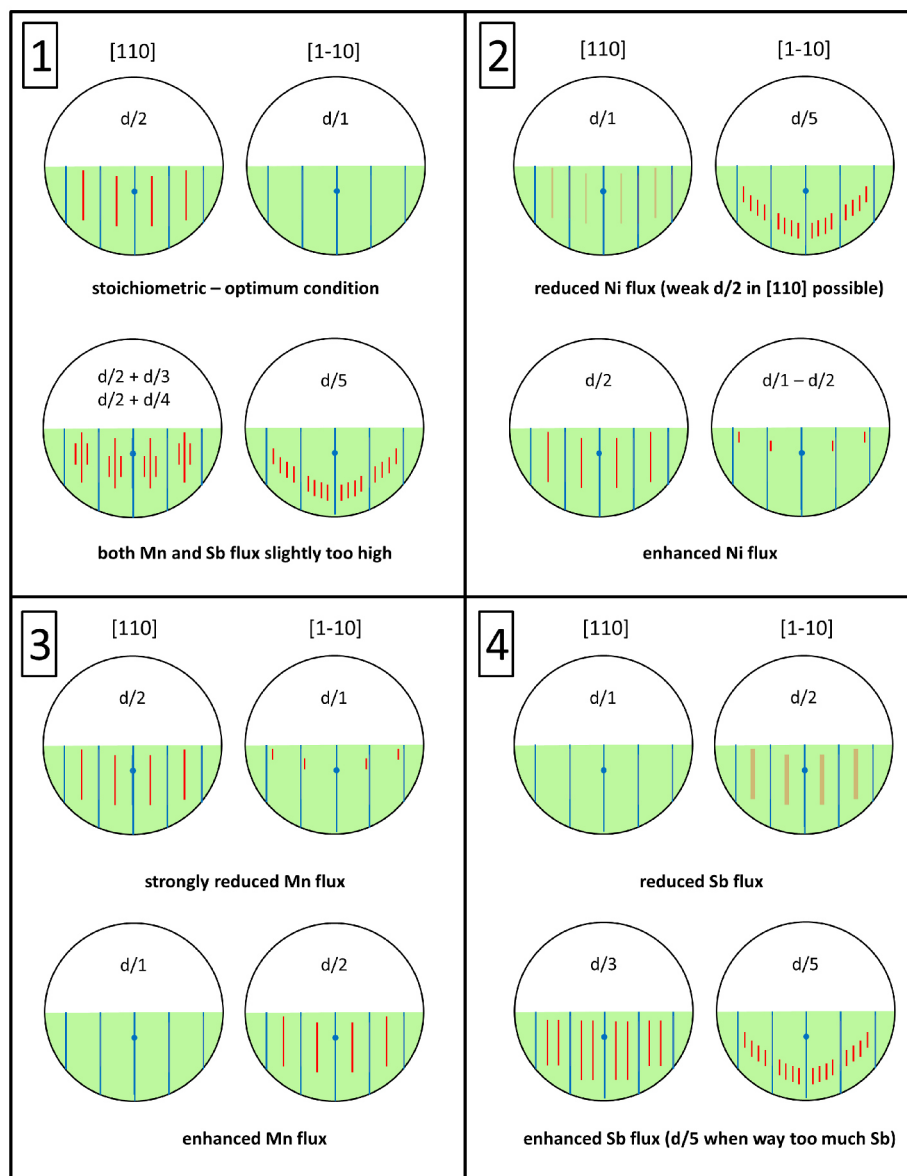 1
[110]
[1-10]
d/2
d/1
stoichiometric – optimum condition
d/2 + d/3
d/2 + d/4
d/5
both Mn and Sb flux slightly too high
2
[110]
[1-10]
d/1
d/5
reduced Ni flux (weak d/2 in [110] possible)
d/2
d/1 – d/2
enhanced Ni flux
3
[110]
[1-10]
d/2
d/1
strongly reduced Mn flux
d/1
d/2
enhanced Mn flux
4
[110]
[1-10]
d/1
d/2
reduced Sb flux
d/3
d/5
enhanced Sb flux (d/5 when way too much Sb)